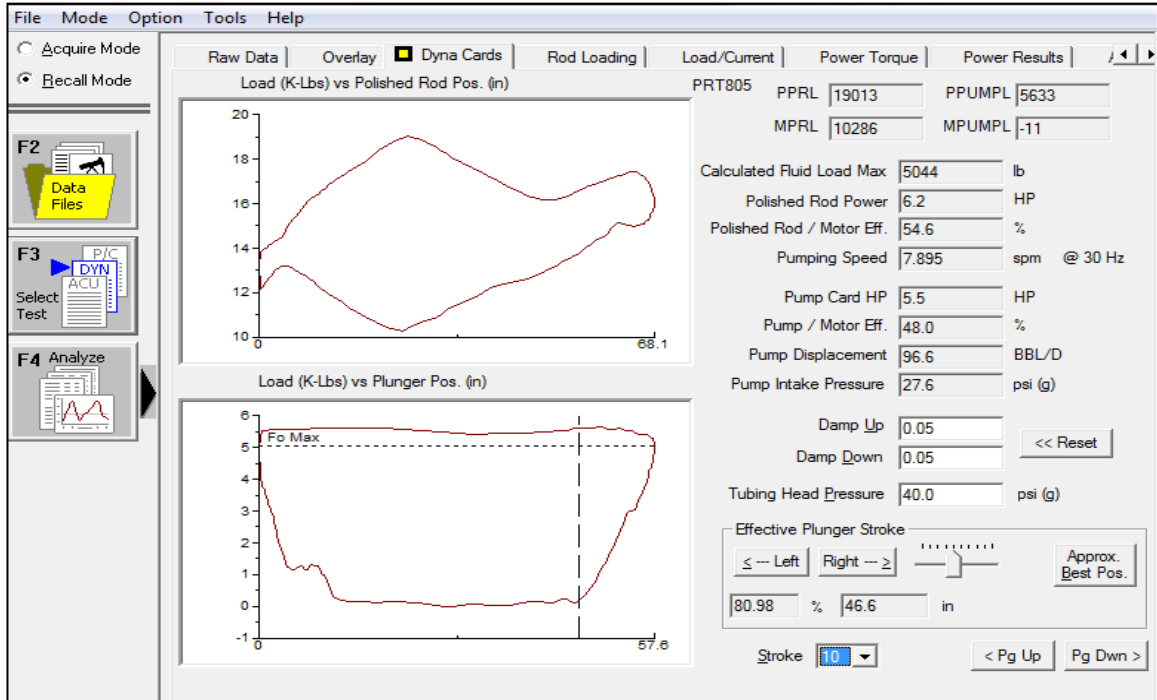 File Mode Option Tools Help
Acquire Mode
Recall Mode
F2
Data
Files
F3
P/C
DYN
ACU
Select
Test
F4 Analyze
Raw Data Overlay Dyna Cards Rod Loading Load/Current Power Torque Power Results
Load (K-Lbs) vs Polished Rod Pos. (in)
20
18
16
14
12
10
0 68.1
Load (K-Lbs) vs Plunger Pos. (in)
6
Fo Max
5
4
3
2
1
0
-1
0 57.6
PRT805 PPRL 19013 PPUMPL 5633
MPRL 10286 MPUMPL -11
Calculated Fluid Load Max 5044 lb
Polished Rod Power 6.2 HP
Polished Rod / Motor Eff. 54.6 %
Pumping Speed 7.895 spm @ 30 Hz
Pump Card HP 5.5 HP
Pump / Motor Eff. 48.0 %
Pump Displacement 96.6 BBL/D
Pump Intake Pressure 27.6 psi (g)
Damp Up 0.05
<< Reset
Damp Down 0.05
Tubing Head Pressure 40.0 psi (g)
Effective Plunger Stroke
< --- Left Right --- > Approx.
Best Pos.
80.98 % 46.6 in
Stroke 10 < Pg Up Pg Dwn >